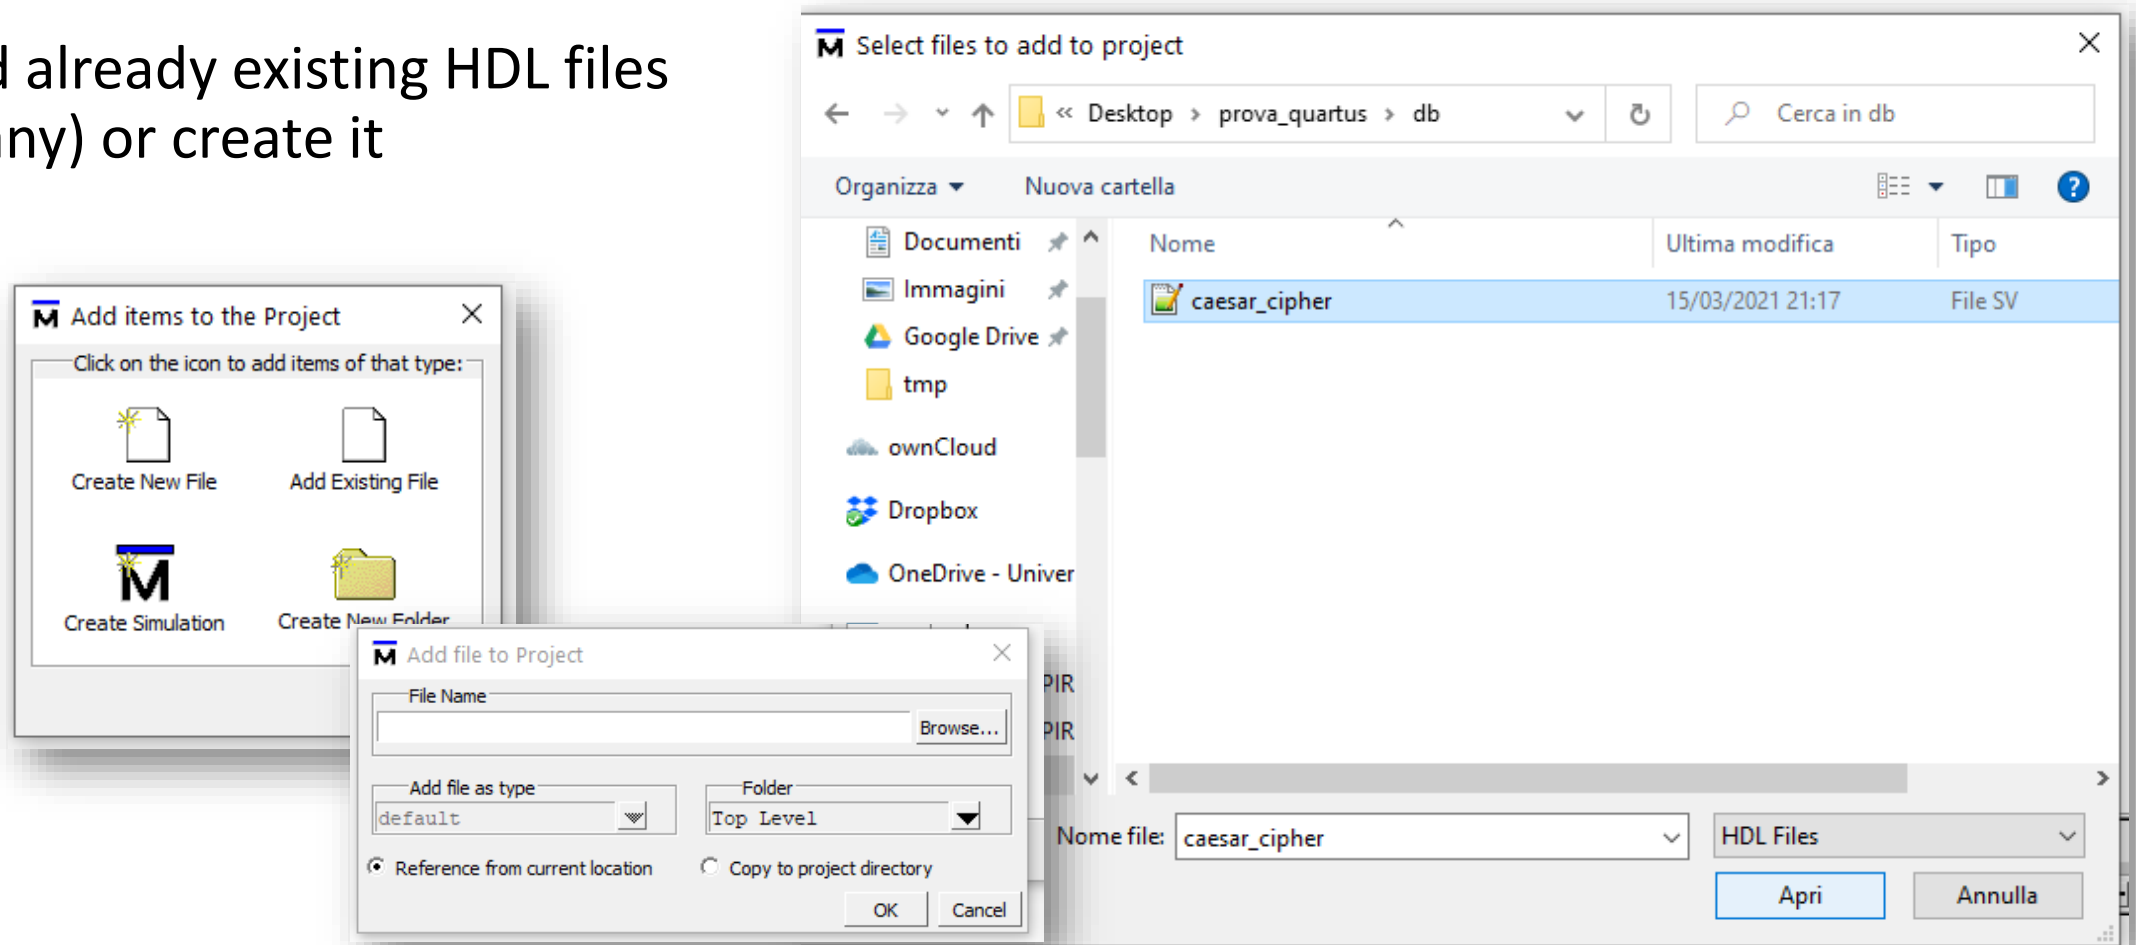 already existing HDL files
or create it
Add items to the Project
Click on the icon to add items of that type:
Create New File
Add Existing File
Create Simulation
Create New Folder
Add file to Project
File Name
Browse...
Add file as type
default
Folder
Top Level
Reference from current location
Copy to project directory
OK
Cancel
Select files to add to project
« Desktop > prova_quartus > db
Cerca in db
Organizza
Nuova cartella
Documenti
Immagini
Google Drive
tmp
ownCloud
Dropbox
OneDrive - Univer
PIR
PIR
Nome
Ultima modifica
Tipo
caesar_cipher
15/03/2021 21:17
File SV
Nome file:
caesar_cipher
HDL Files
Apri
Annulla